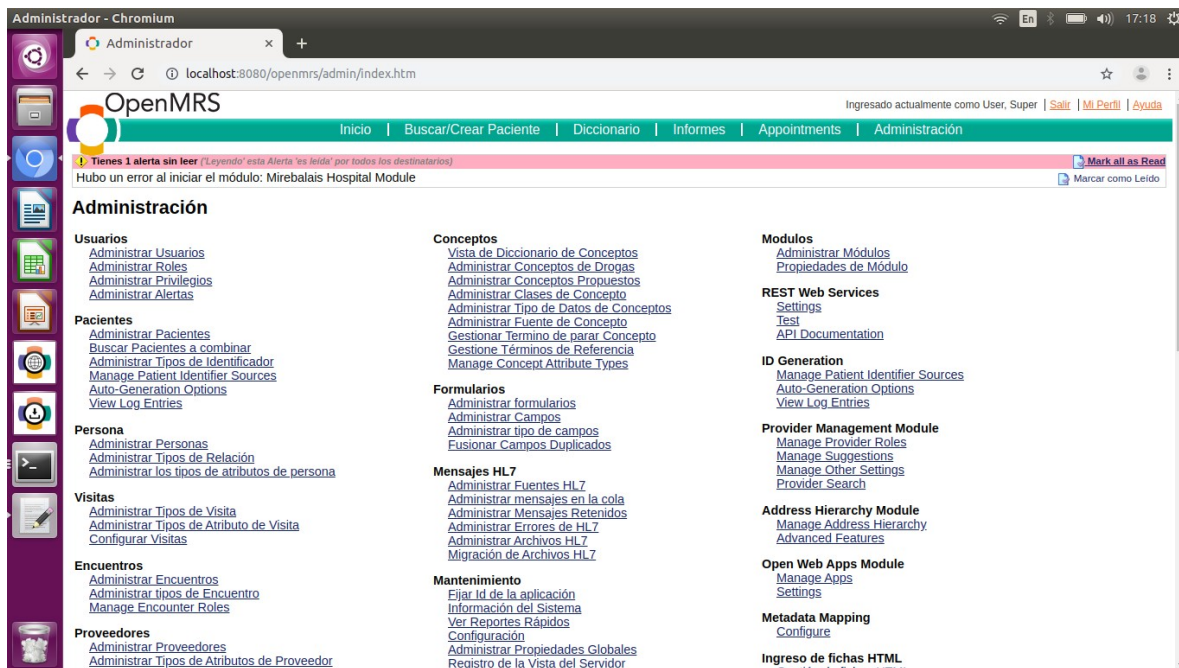 Administrador - Chromium
En
17:18
Administrador
localhost:8080/openmrs/admin/index.htm
OpenMRS
Ingresado actualmente como User, Super | Salir | Mi Perfil | Ayuda
Inicio | Buscar/Crear Paciente | Diccionario | Informes | Appointments | Administración
Tienes 1 alerta sin leer ('Leyendo' esta Alerta 'es leida' por todos los destinatarios)
Mark all as Read
Hubo un error al iniciar el módulo: Mirebalais Hospital Module
Marcar como Leído
Administración
Usuarios
Administrar Usuarios
Administrar Roles
Administrar Privilegios
Administrar Alertas
Pacientes
Administrar Pacientes
Buscar Pacientes a combinar
Administrar Tipos de Identificador
Manage Patient Identifier Sources
Auto-Generation Options
View Log Entries
Persona
Administrar Personas
Administrar Tipos de Relación
Administrar los tipos de atributos de persona
Visitas
Administrar Tipos de Visita
Administrar Tipos de Atributo de Visita
Configurar Visitas
Encuentros
Administrar Encuentros
Administrar tipos de Encuentro
Manage Encounter Roles
Proveedores
Administrar Proveedores
Administrar Tipos de Atributos de Proveedor
Conceptos
Vista de Diccionario de Conceptos
Administrar Conceptos de Drogas
Administrar Conceptos Propuestos
Administrar Clases de Concepto
Administrar Tipo de Datos de Conceptos
Administrar Fuente de Concepto
Gestionar Termino de parar Concepto
Gestione Términos de Referencia
Manage Concept Attribute Types
Formularios
Administrar formularios
Administrar Campos
Administrar tipo de campos
Fusionar Campos Duplicados
Mensajes HL7
Administrar Fuentes HL7
Administrar mensajes en la cola
Administrar Mensajes Retenidos
Administrar Errores de HL7
Administrar Archivos HL7
Migración de Archivos HL7
Mantenimiento
Fijar Id de la aplicación
Información del Sistema
Ver Reportes Rápidos
Configuración
Administrar Propiedades Globales
Registro de la Vista del Servidor
Modulos
Administrar Módulos
Propiedades de Módulo
REST Web Services
Settings
Test
API Documentation
ID Generation
Manage Patient Identifier Sources
Auto-Generation Options
View Log Entries
Provider Management Module
Manage Provider Roles
Manage Suggestions
Manage Other Settings
Provider Search
Address Hierarchy Module
Manage Address Hierarchy
Advanced Features
Open Web Apps Module
Manage Apps
Settings
Metadata Mapping
Configure
Ingreso de fichas HTML